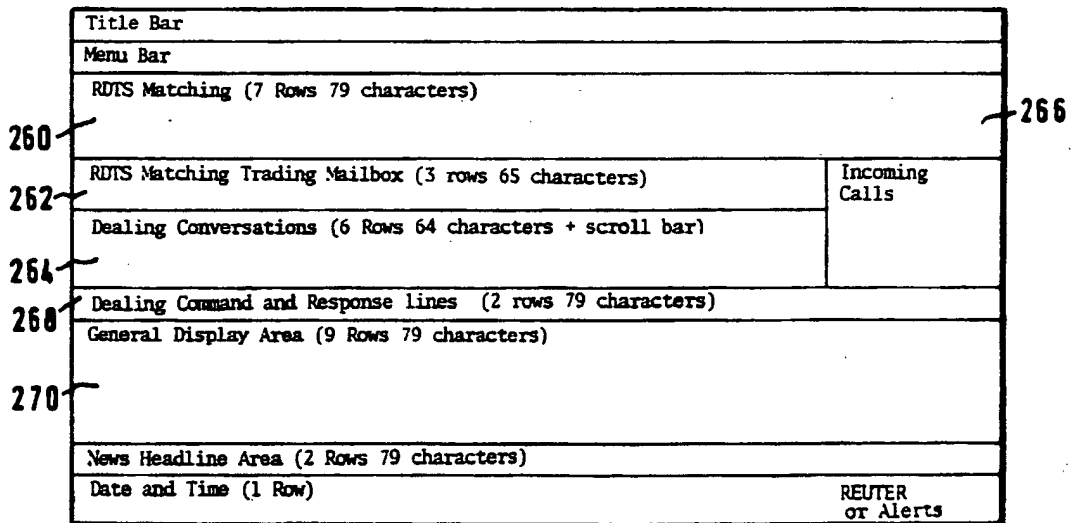 Title Bar
Menu Bar
RDTS Matching (7 Rows 79 characters)
266
260
RDTS Matching Trading Mailbox (3 rows 65 characters)
Incoming
Calls
262
Dealing Conversations (6 Rows 64 characters + scroll bar)
264
Dealing Command and Response lines (2 rows 79 characters)
268
General Display Area (9 Rows 79 characters)
270
News Headline Area (2 Rows 79 characters)
Date and Time (1 Row)
REUTER
or Alerts